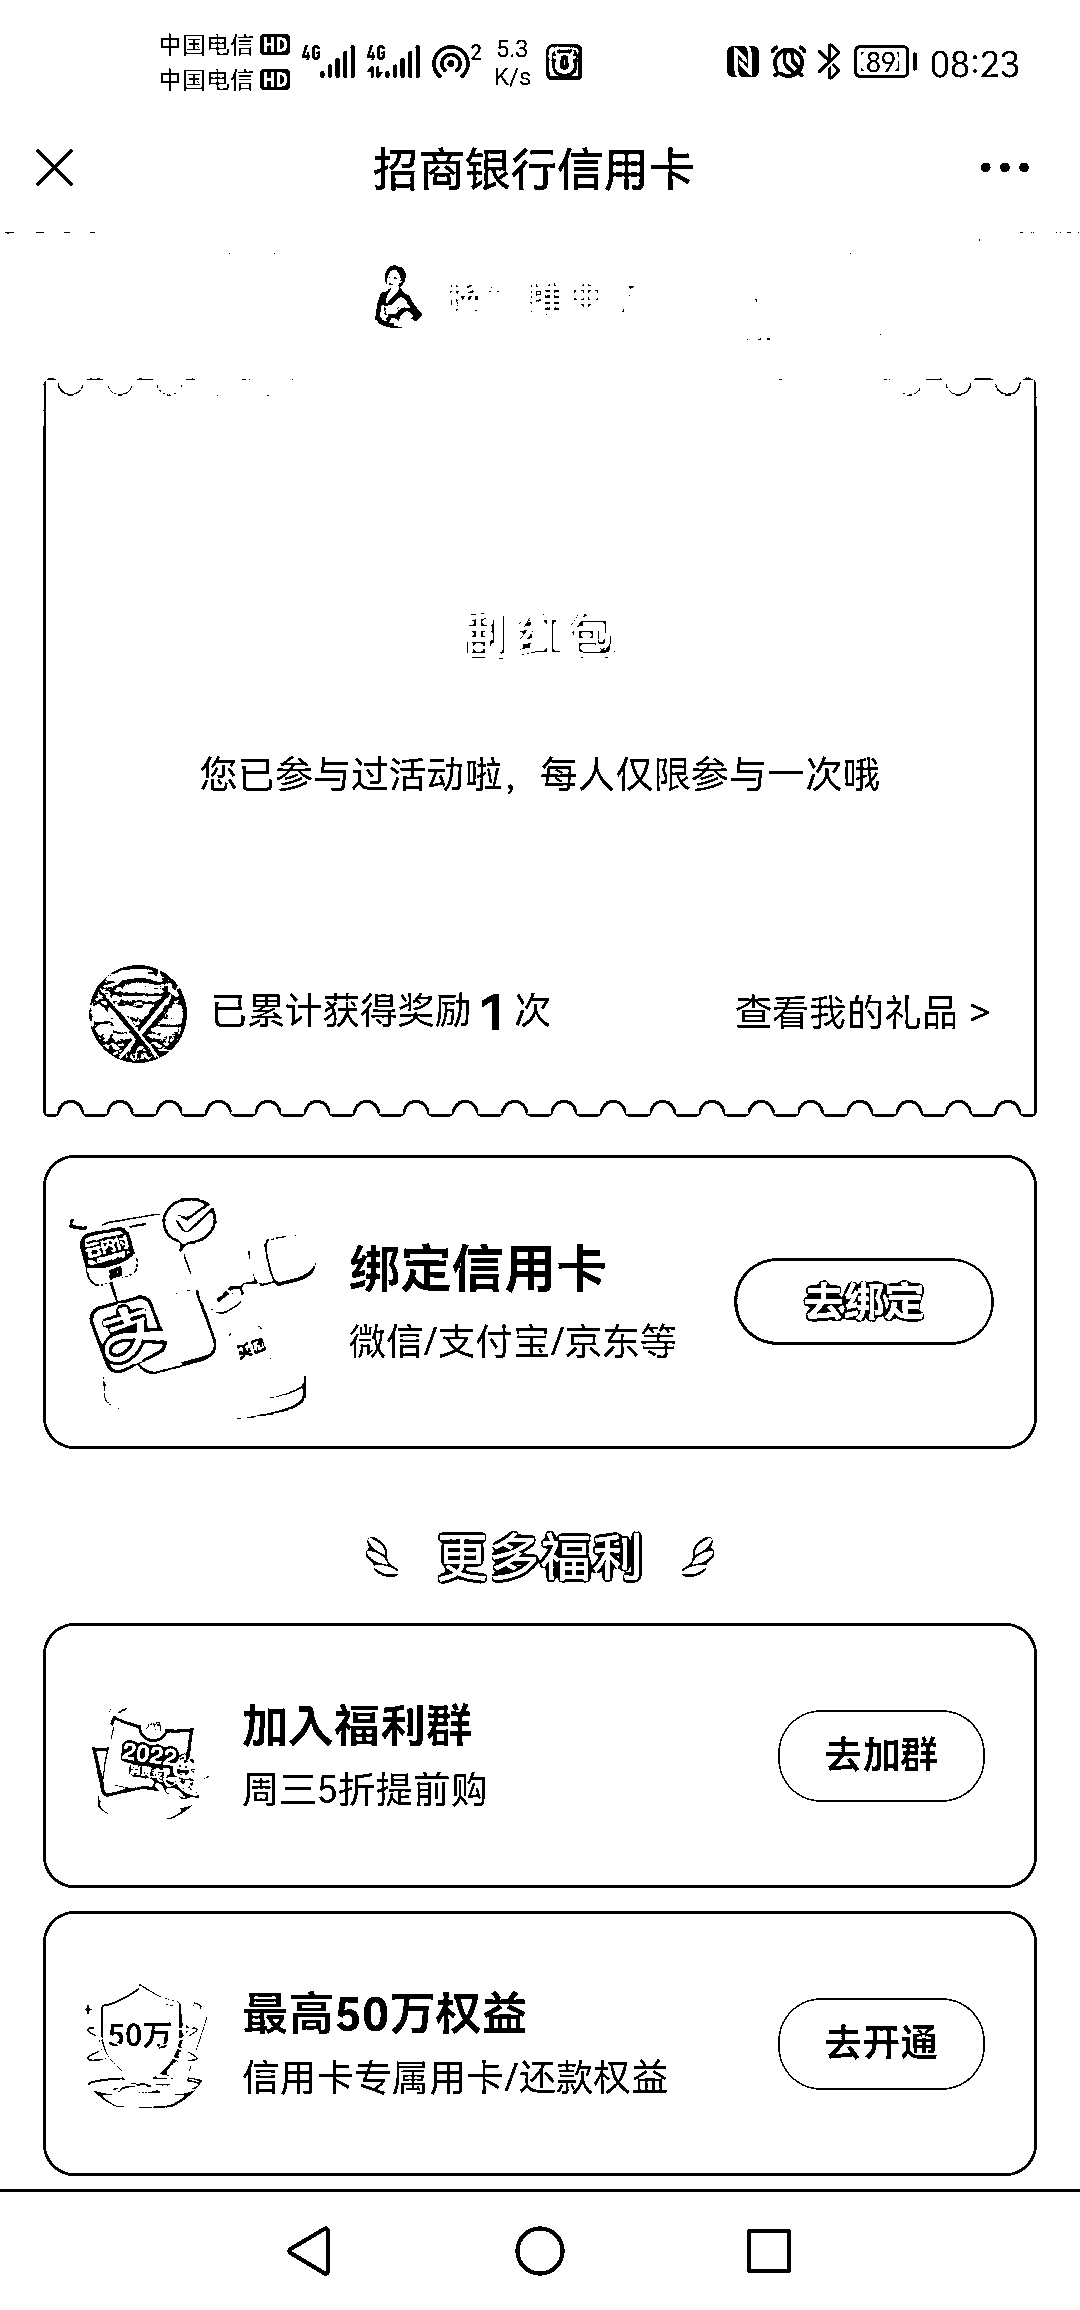 中国电信 HD
中国电信 HD
4G 4G 2 5.3 K/s 89 08:23
招商银行信用卡
刮红包
您已参与过活动啦，每人仅限参与一次哦
已累计获得奖励 1 次 查看我的礼品 >
绑定信用卡
微信/支付宝/京东等
去绑定
更多福利
2022
加入福利群
周三5折提前购
去加群
50万
最高50万权益
信用卡专属用卡/还款权益
去开通